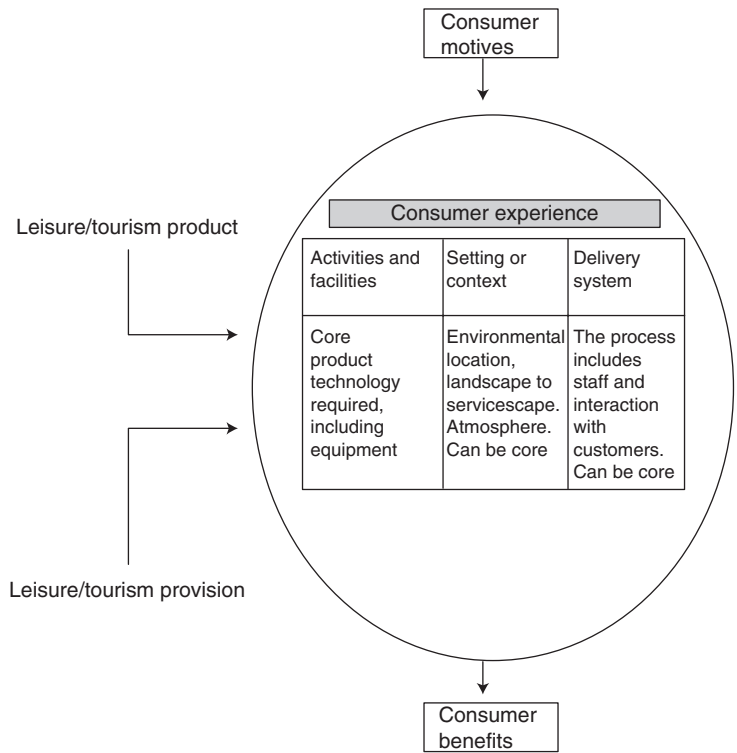 Consumer
motives
Leisure/tourism product
Consumer experience
Activities and
facilities
Setting or
context
Delivery
system
Core
product
technology
required,
including
equipment
Environmental
location,
landscape to
servicescape.
Atmosphere.
Can be core
The process
includes
staff and
interaction
with
customers.
Can be core
Leisure/tourism provision
Consumer
benefits